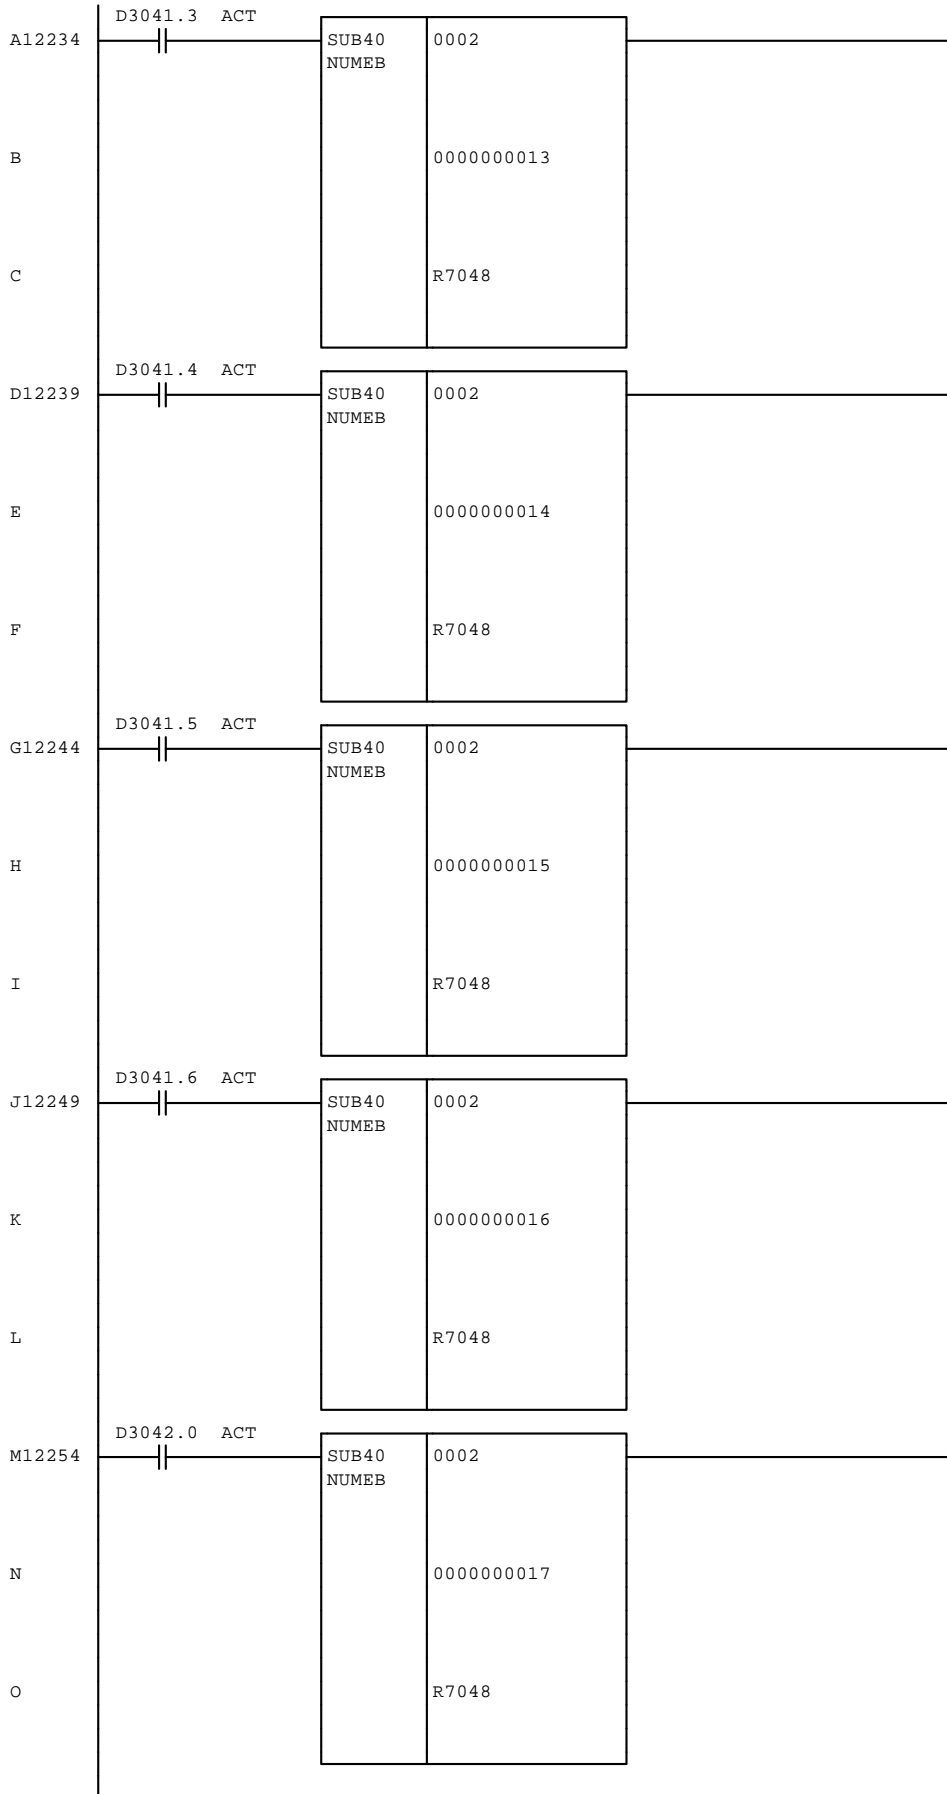 D3041.3 ACT
A12234 SUB40 0002
NUMEB
B 0000000013
C R7048
D3041.4 ACT
D12239 SUB40 0002
NUMEB
E 0000000014
F R7048
D3041.5 ACT
G12244 SUB40 0002
NUMEB
H 0000000015
I R7048
D3041.6 ACT
J12249 SUB40 0002
NUMEB
K 0000000016
L R7048
D3042.0 ACT
M12254 SUB40 0002
NUMEB
N 0000000017
O R7048